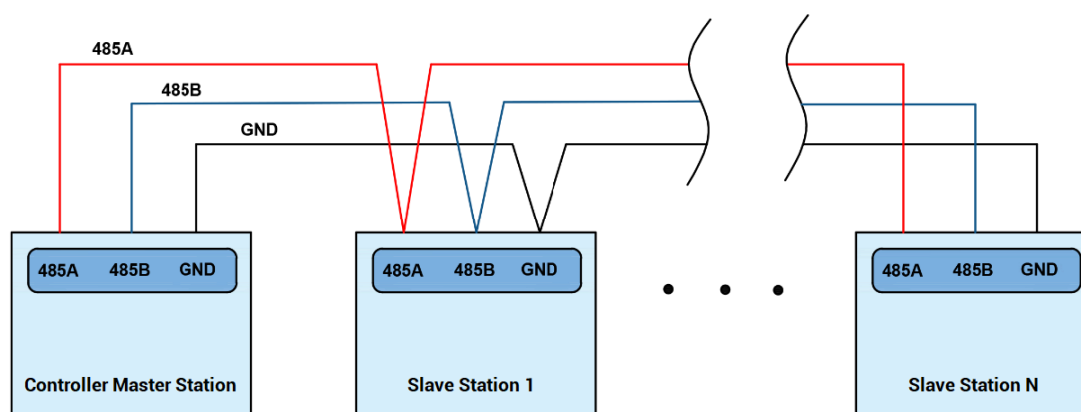 485A
485B
GND
485A 485B GND
485A 485B GND
485A 485B GND
Controller Master Station
Slave Station 1
Slave Station N